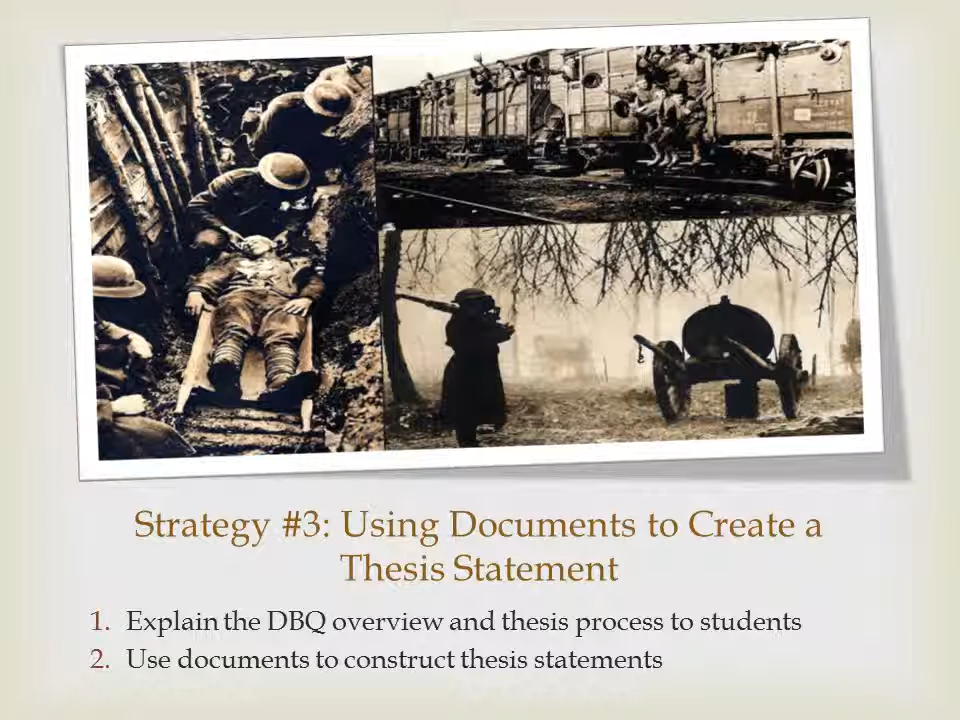 Strategy #3: Using Documents to Create a
Thesis Statement
1. Explain the DBQ overview and thesis process to students
2. Use documents to construct thesis statements